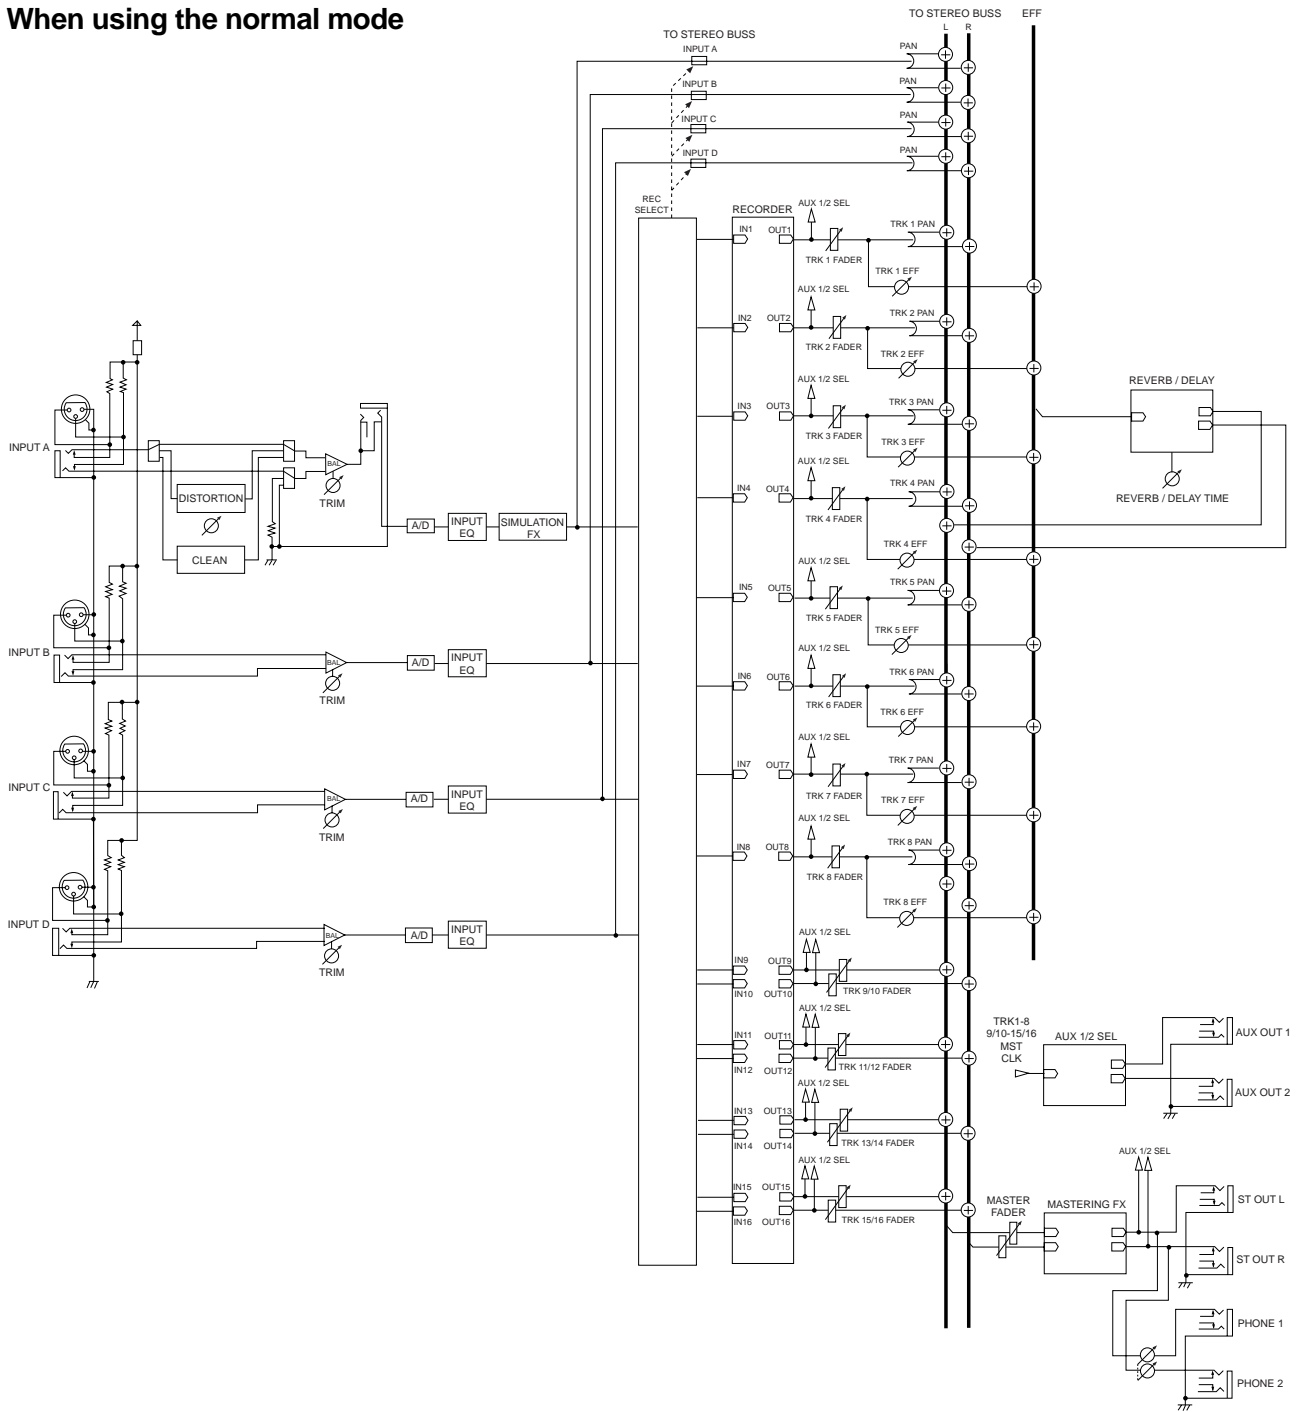 When using the normal mode
TO STEREO BUSS
EFF
L
R
TO STEREO BUSS
INPUT A
PAN
INPUT B
PAN
INPUT C
PAN
INPUT D
PAN
REC
SELECT
RECORDER
AUX 1/2 SEL
IN1
OUT1
TRK 1 PAN
TRK 1 FADER
TRK 1 EFF
AUX 1/2 SEL
IN2
OUT2
TRK 2 PAN
TRK 2 FADER
TRK 2 EFF
AUX 1/2 SEL
IN3
OUT3
TRK 3 PAN
TRK 3 FADER
TRK 3 EFF
AUX 1/2 SEL
IN4
OUT4
TRK 4 PAN
TRK 4 FADER
TRK 4 EFF
AUX 1/2 SEL
IN5
OUT5
TRK 5 PAN
TRK 5 FADER
TRK 5 EFF
AUX 1/2 SEL
IN6
OUT6
TRK 6 PAN
TRK 6 FADER
TRK 6 EFF
AUX 1/2 SEL
IN7
OUT7
TRK 7 PAN
TRK 7 FADER
TRK 7 EFF
AUX 1/2 SEL
IN8
OUT8
TRK 8 PAN
TRK 8 FADER
TRK 8 EFF
AUX 1/2 SEL
IN9
OUT9
IN10
OUT10
TRK 9/10 FADER
AUX 1/2 SEL
IN11
OUT11
IN12
OUT12
TRK 11/12 FADER
AUX 1/2 SEL
IN13
OUT13
IN14
OUT14
TRK 13/14 FADER
AUX 1/2 SEL
IN15
OUT15
IN16
OUT16
TRK 15/16 FADER
INPUT A
DISTORTION
CLEAN
BAL
TRIM
A/D
INPUT
EQ
SIMULATION
FX
INPUT B
BAL
TRIM
A/D
INPUT
EQ
INPUT C
BAL
TRIM
A/D
INPUT
EQ
INPUT D
BAL
TRIM
A/D
INPUT
EQ
REVERB / DELAY
REVERB / DELAY TIME
TRK1-8
9/10-15/16
MST
CLK
AUX 1/2 SEL
AUX OUT 1
AUX OUT 2
AUX 1/2 SEL
MASTER
FADER
MASTERING FX
ST OUT L
ST OUT R
PHONE 1
PHONE 2